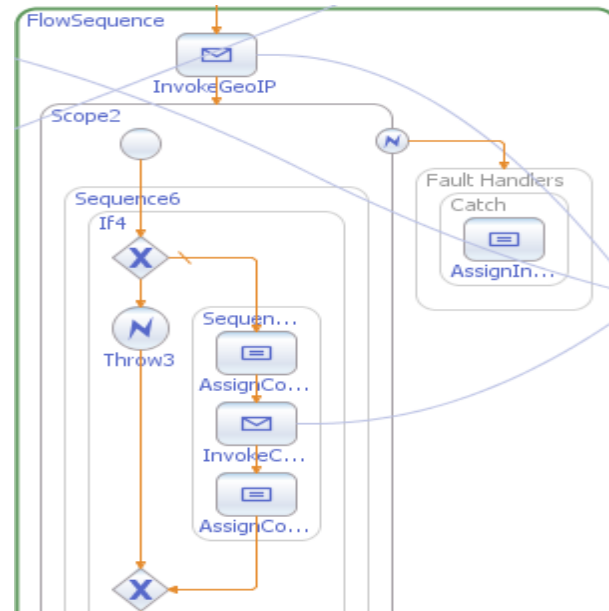 FlowSequence
InvokeGeoIP
Scope2
Fault Handlers
Catch
AssignIn...
Sequence6
If4
Throw3
Sequen...
AssignCo...
InvokeC...
AssignCo...